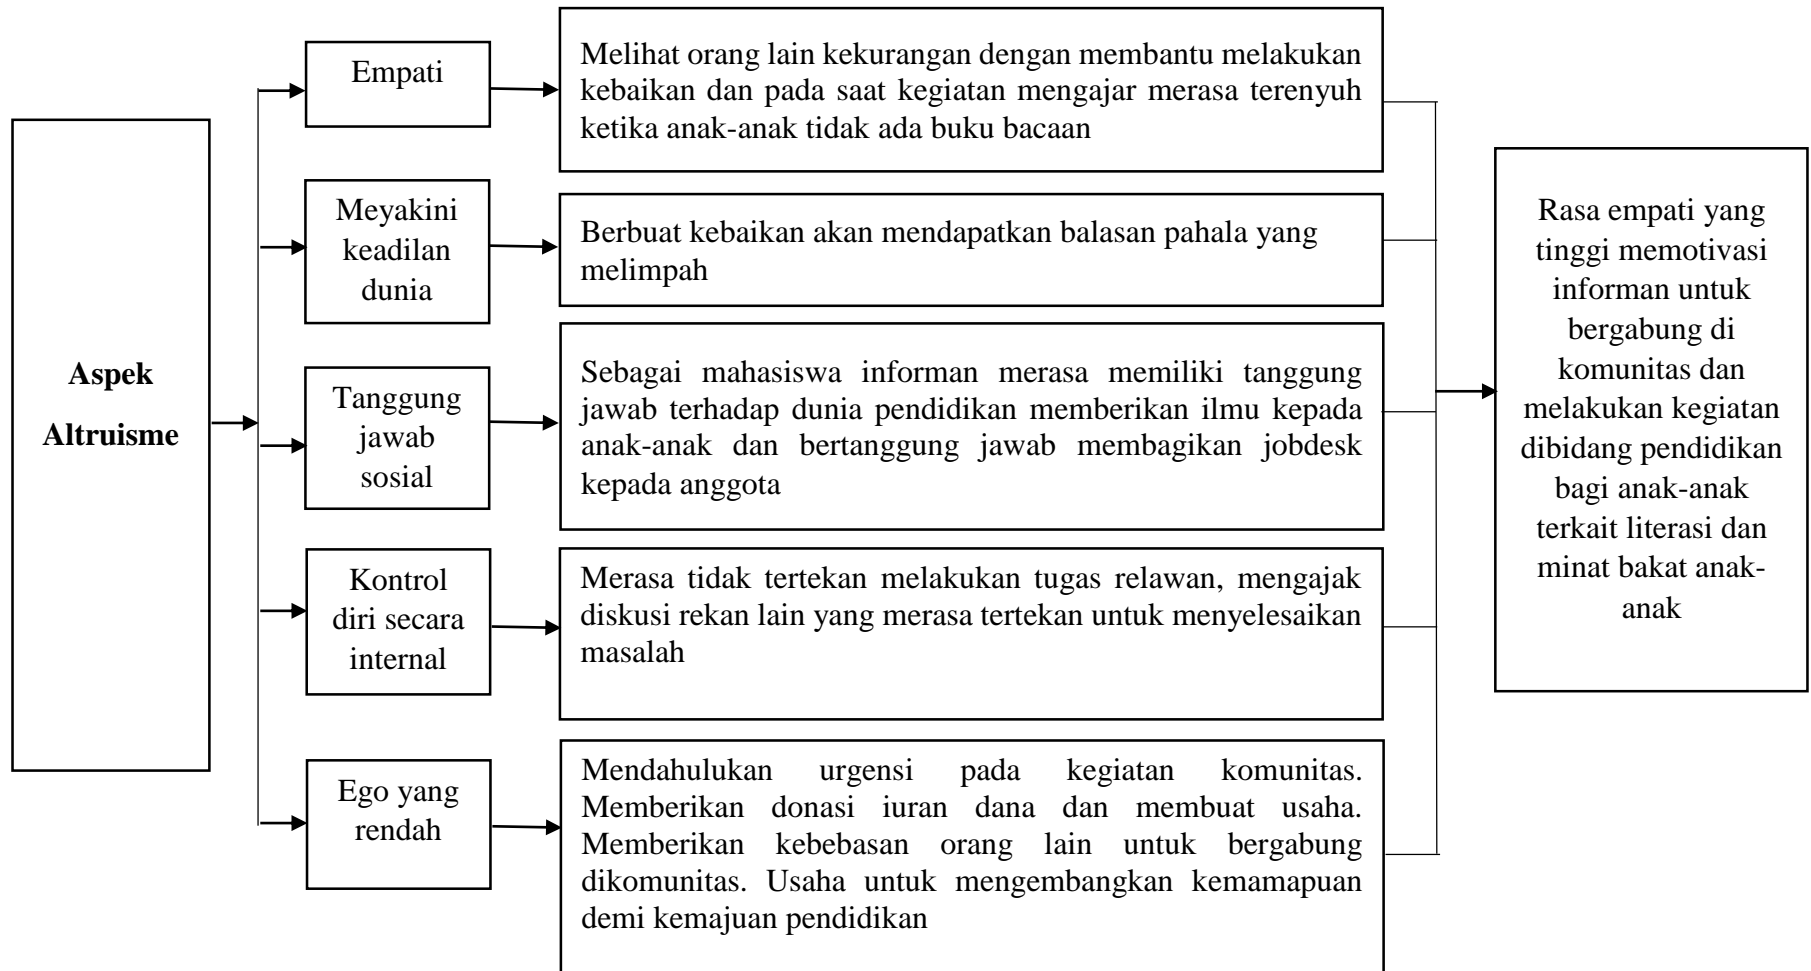 Aspek
Altruisme
Empati
Melihat orang lain kekurangan dengan membantu melakukan
kebaikan dan pada saat kegiatan mengajar merasa terenyuh
ketika anak-anak tidak ada buku bacaan
Meyakini
keadilan
dunia
Berbuat kebaikan akan mendapatkan balasan pahala yang
melimpah
Tanggung
jawab
sosial
Sebagai mahasiswa informan merasa memiliki tanggung
jawab terhadap dunia pendidikan memberikan ilmu kepada
anak-anak dan bertanggung jawab membagikan jobdesk
kepada anggota
Kontrol
diri secara
internal
Merasa tidak tertekan melakukan tugas relawan, mengajak
diskusi rekan lain yang merasa tertekan untuk menyelesaikan
masalah
Ego yang
rendah
Mendahulukan urgensi pada kegiatan komunitas.
Memberikan donasi iuran dana dan membuat usaha.
Memberikan kebebasan orang lain untuk bergabung
dikomunitas. Usaha untuk mengembangkan kemamapuan
demi kemajuan pendidikan
Rasa empati yang
tinggi memotivasi
informan untuk
bergabung di
komunitas dan
melakukan kegiatan
dibidang pendidikan
bagi anak-anak
terkait literasi dan
minat bakat anak-
anak